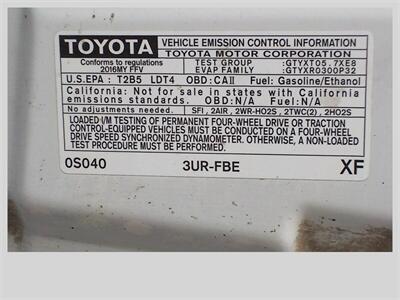 TOYOTA VEHICLE EMISSION CONTROL INFORMATION
TOYOTA MOTOR CORPORATION
Conforms to regulations TEST GROUP :GTYXT05.7XE8
2016MY FFV EVAP FAMILY :GTYXR0300P32
U.S.EPA : T2B5 LDT4 OBD:CAⅡ Fuel: Gasoline/Ethanol
California: Not for sale in states with California
emissions standards. OBD:N/A Fuel: N/A
No adjustments needed. SFI , 2AIR , 2WR-HO2S , 2TWC(2) , 2HO2S
LOADED I/M TESTING OF PERMANENT FOUR-WHEEL DRIVE OR TRACTION
CONTROL-EQUIPPED VEHICLES MUST BE CONDUCTED ON A FOUR-WHEEL
DRIVE SPEED SYNCHRONIZED DYNAMOMETER. OTHERWISE, A NON-LOADED
TEST PROCEDURE MUST BE PERFORMED.
0S040 3UR-FBE XF